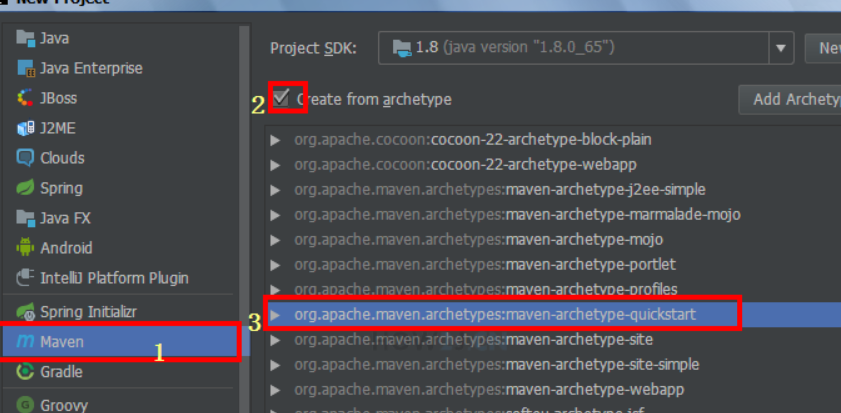 New Project
Java
Java Enterprise
JBoss
J2ME
Clouds
Spring
Java FX
Android
IntelliJ Platform Plugin
Spring Initializr
Maven
1
Gradle
Groovy
Project SDK: 1.8 (java version "1.8.0_65")
2 Create from archetype
org.apache.cocoon:cocoon-22-archetype-block-plain
org.apache.cocoon:cocoon-22-archetype-webapp
org.apache.maven.archetypes:maven-archetype-j2ee-simple
org.apache.maven.archetypes:maven-archetype-marmalade-mojo
org.apache.maven.archetypes:maven-archetype-mojo
org.apache.maven.archetypes:maven-archetype-portlet
org.apache.maven.archetypes:maven-archetype-profiles
3 org.apache.maven.archetypes:maven-archetype-quickstart
org.apache.maven.archetypes:maven-archetype-site
org.apache.maven.archetypes:maven-archetype-site-simple
org.apache.maven.archetypes:maven-archetype-webapp
Add